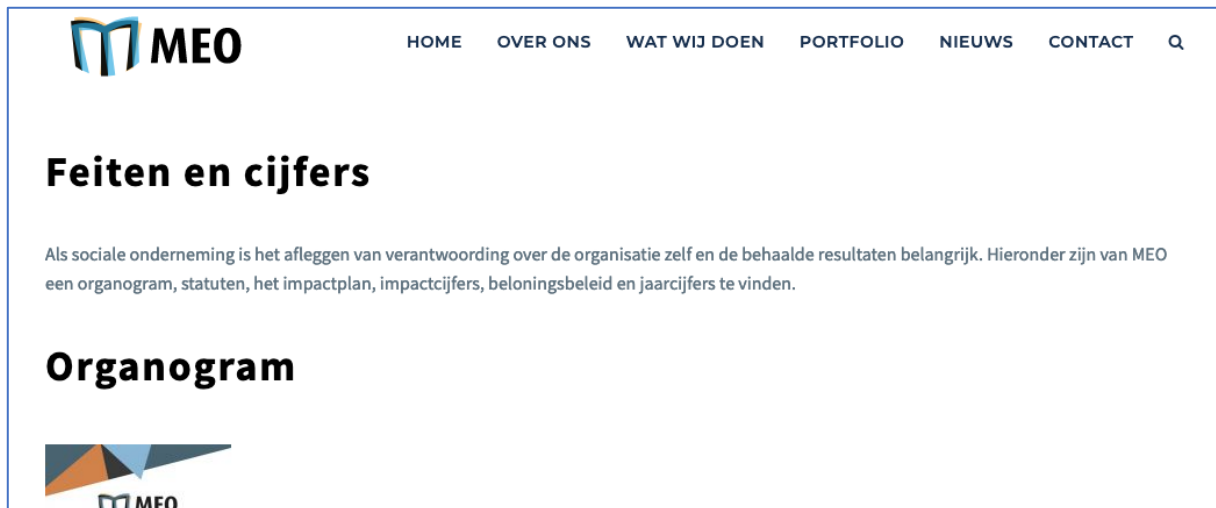 MEO
HOME OVER ONS WAT WIJ DOEN PORTFOLIO NIEUWS CONTACT
Feiten en cijfers
Als sociale onderneming is het afleggen van verantwoording over de organisatie zelf en de behaalde resultaten belangrijk. Hieronder zijn van MEO
een organogram, statuten, het impactplan, impactcijfers, beloningsbeleid en jaarcijfers te vinden.
Organogram
MEO